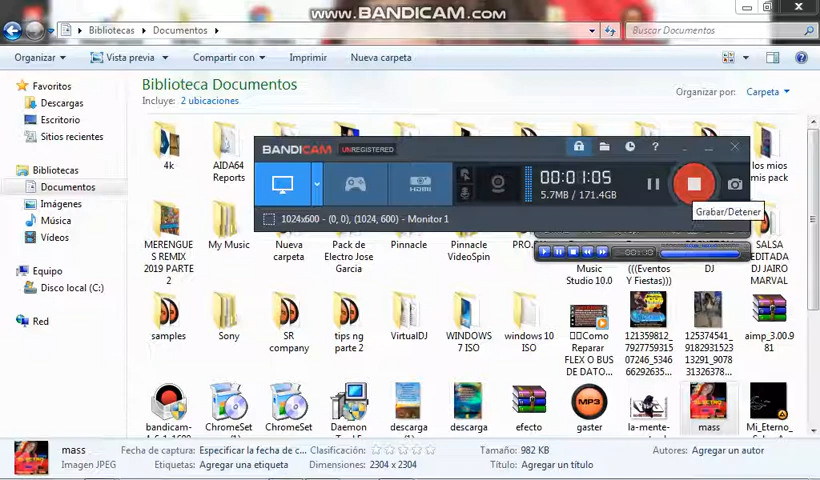 www.BANDICAM.com
Bibliotecas
Documentos
Buscar Documentos
Organizar
Vista previa
Compartir con
Imprimir
Nueva carpeta
Favoritos
Descargas
Escritorio
Sitios recientes
Bibliotecas
Documentos
Imágenes
Música
Vídeos
Equipo
Disco local (C:)
Red
Biblioteca Documentos
Incluye: 2 ubicaciones
Organizar por:
Carpeta
4k
AIDA64
Reports
los mios
mis pack
BANDICAM
UNREGISTERED
HDMI
00:01:05
5.7MB / 171.4GB
1024x600 - (0, 0), (1024, 600) - Monitor 1
Grabar/Detener
MERENGUE
S REMIX
2019 PARTE
2
My Music
Nueva
carpeta
Pack de
Electro Jose
Garcia
Pinnacle
Pinnacle
VideoSpin
Music
Studio 10.0
(((Eventos
Y Fiestas)))
DJ
SALSA
EDITADA
DJ JAIRO
MARVAL
samples
Sony
SR
company
tips ng
parte 2
VirtualDJ
WINDOWS
7 ISO
windows 10
ISO
Como
Reparar
FLEX O BUS
DE DATO...
121359812_
7927759315
07246_5346
66292635...
125374541_
9182931523
13291_9078
31326378...
aimp_3.00.9
81
bandicam-
ChromeSet
ChromeSet
Daemon
descarga
descarga
efecto
MP3
gaster
la-mente-
mass
Mi_Eterno_
mass
Imagen JPEG
Fecha de captura: Especificar la fecha de c...
Etiquetas: Agregar una etiqueta
Clasificación:
Dimensiones: 2304 x 2304
Tamaño: 982 KB
Título: Agregar un título
Autores: Agregar un autor